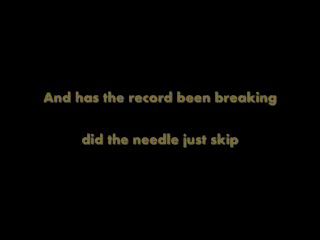 And has the record been breaking
did the needle just skip